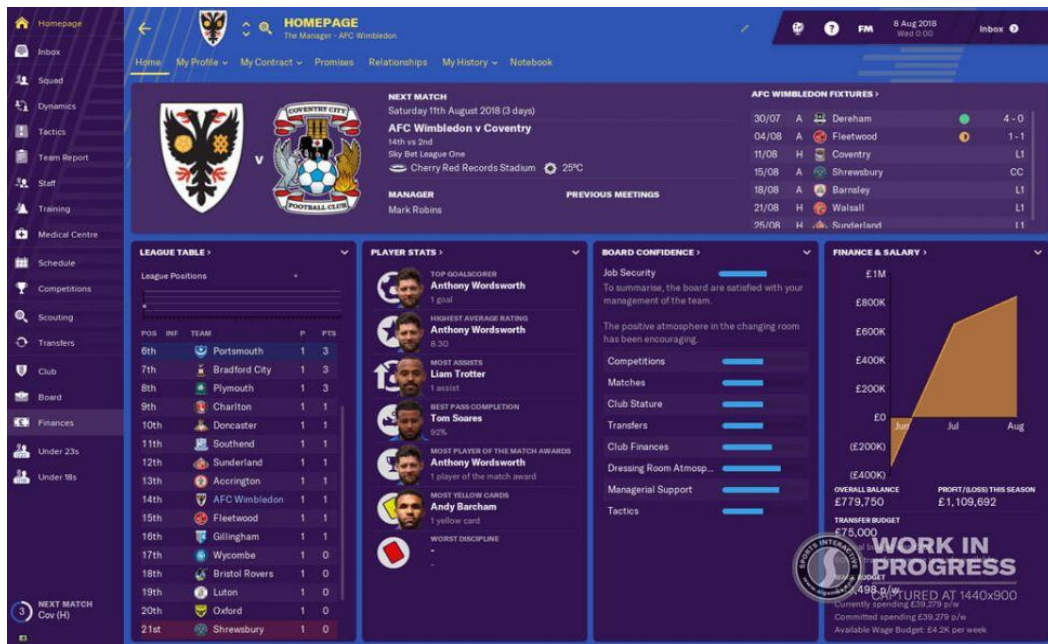 Homepage
Inbox
Squad
Dynamics
Tactics
Team Report
Staff
Training
Medical Centre
Schedule
Competitions
Scouting
Transfers
Club
Board
Finances
Under 23s
Under 18s
3 NEXT MATCH
Cov (H)
HOMEPAGE
The Manager - AFC Wimbledon
? FM 8 Aug 2018
Wed 0:00
Inbox
Home My Profile My Contract Promises Relationships My History Notebook
V
COVENTRY CITY
FOOTBALL CLUB
NEXT MATCH
Saturday 11th August 2018 (3 days)
AFC Wimbledon v Coventry
14th vs 2nd
Sky Bet League One
Cherry Red Records Stadium 25°C
MANAGER PREVIOUS MEETINGS
Mark Robins
AFC WIMBLEDON FIXTURES >
30/07 A Dereham 4 - 0
04/08 A Fleetwood 1 - 1
11/08 H Coventry L1
15/08 A Shrewsbury CC
18/08 A Barnsley L1
21/08 H Walsall L1
25/08 H Sunderland L1
LEAGUE TABLE >
League Positions
POS INF TEAM P PTS
6th Portsmouth 1 3
7th Bradford City 1 3
8th Plymouth 1 3
9th Charlton 1 1
10th Doncaster 1 1
11th Southend 1 1
12th Sunderland 1 1
13th Accrington 1 1
14th AFC Wimbledon 1 1
15th Fleetwood 1 1
16th Gillingham 1 1
17th Wycombe 1 0
18th Bristol Rovers 1 0
19th Luton 1 0
20th Oxford 1 0
21st Shrewsbury 1 0
PLAYER STATS >
TOP GOALSCORER
Anthony Wordsworth
1 goal
HIGHEST AVERAGE RATING
Anthony Wordsworth
8.30
MOST ASSISTS
Liam Trotter
1 assist
BEST PASS COMPLETION
Tom Soares
92%
MOST PLAYER OF THE MATCH AWARDS
Anthony Wordsworth
1 player of the match award
MOST YELLOW CARDS
Andy Barcham
1 yellow card
WORST DISCIPLINE
-
-
BOARD CONFIDENCE >
Job Security
To summarise, the board are satisfied with your
management of the team.
The positive atmosphere in the changing room
has been encouraging.
Competitions
Matches
Club Stature
Transfers
Club Finances
Dressing Room Atmosp...
Managerial Support
Tactics
FINANCE & SALARY >
£1M
£800K
£600K
£400K
£200K
£0
(£200K)
(£400K)
Jun Jul Aug
OVERALL BALANCE PROFIT/(LOSS) THIS SEASON
£779,750 £1,109,692
TRANSFER BUDGET
£75,000
BUDGET
,498 p/w
Currently spending £39,279 p/w
Committed spending £39,279 p/w
Available Wage Budget: £4.2K per week
SPORTS INTERACTIVE
WORK IN
PROGRESS
CAPTURED AT 1440x900